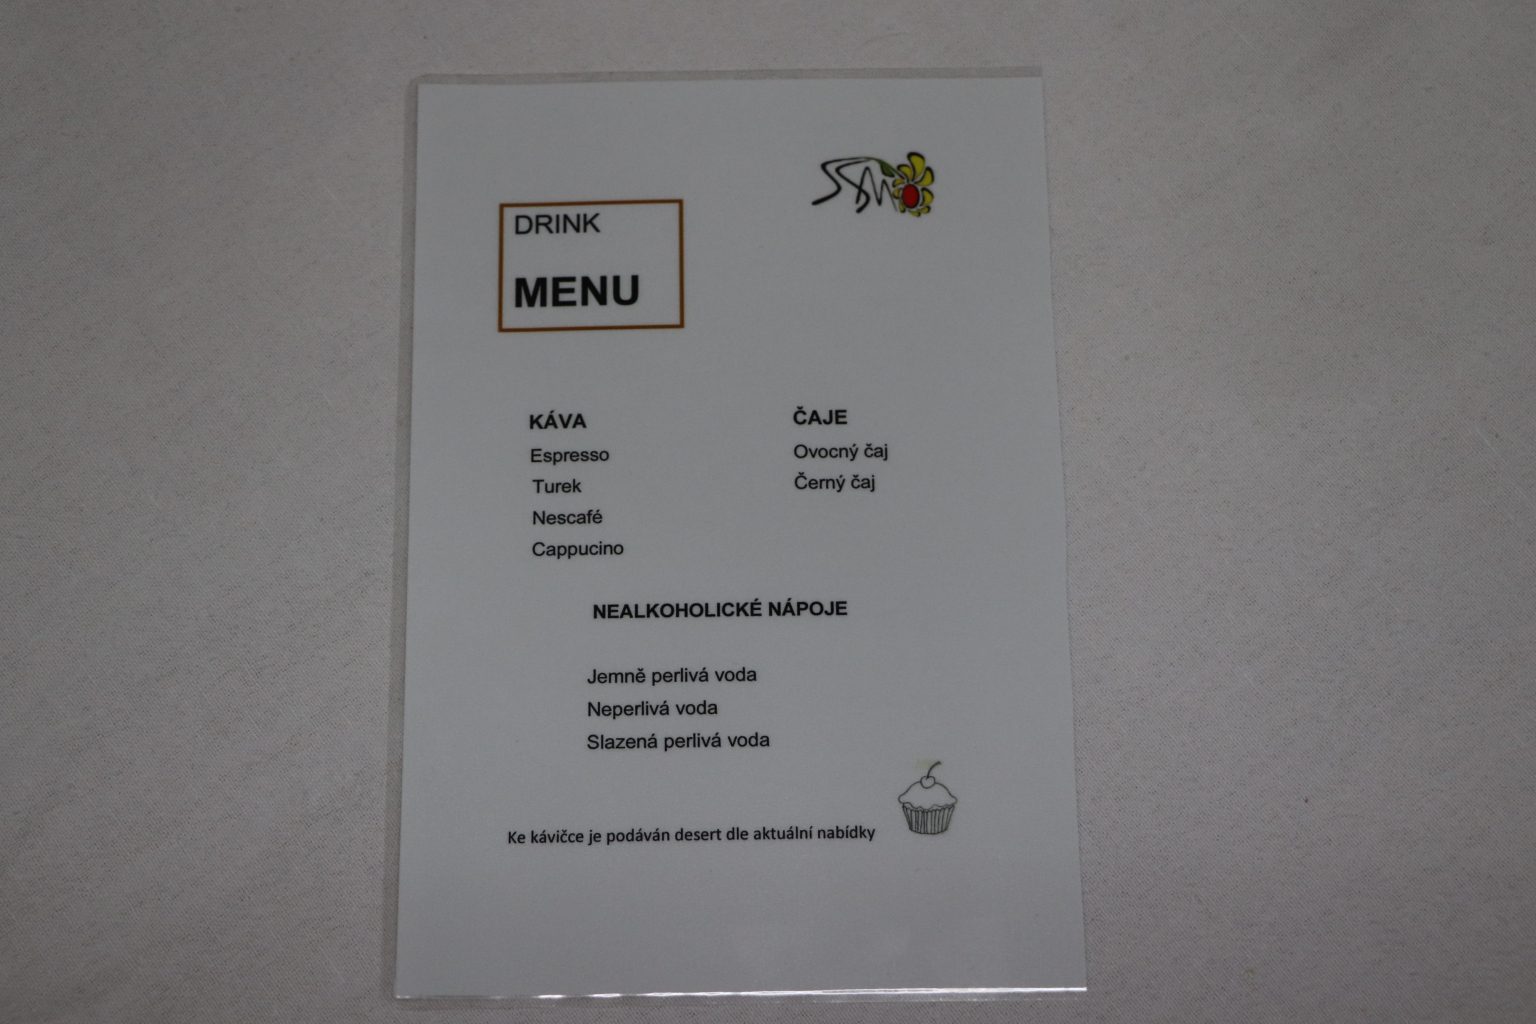 DRINK
MENU
KÁVA
Espresso
Turek
Nescafé
Cappucino
ČAJE
Ovocný čaj
Černý čaj
NEALKOHOLICKÉ NÁPOJE
Jemně perlivá voda
Neperlivá voda
Slazená perlivá voda
Ke kávičce je podáván desert dle aktuální nabídky